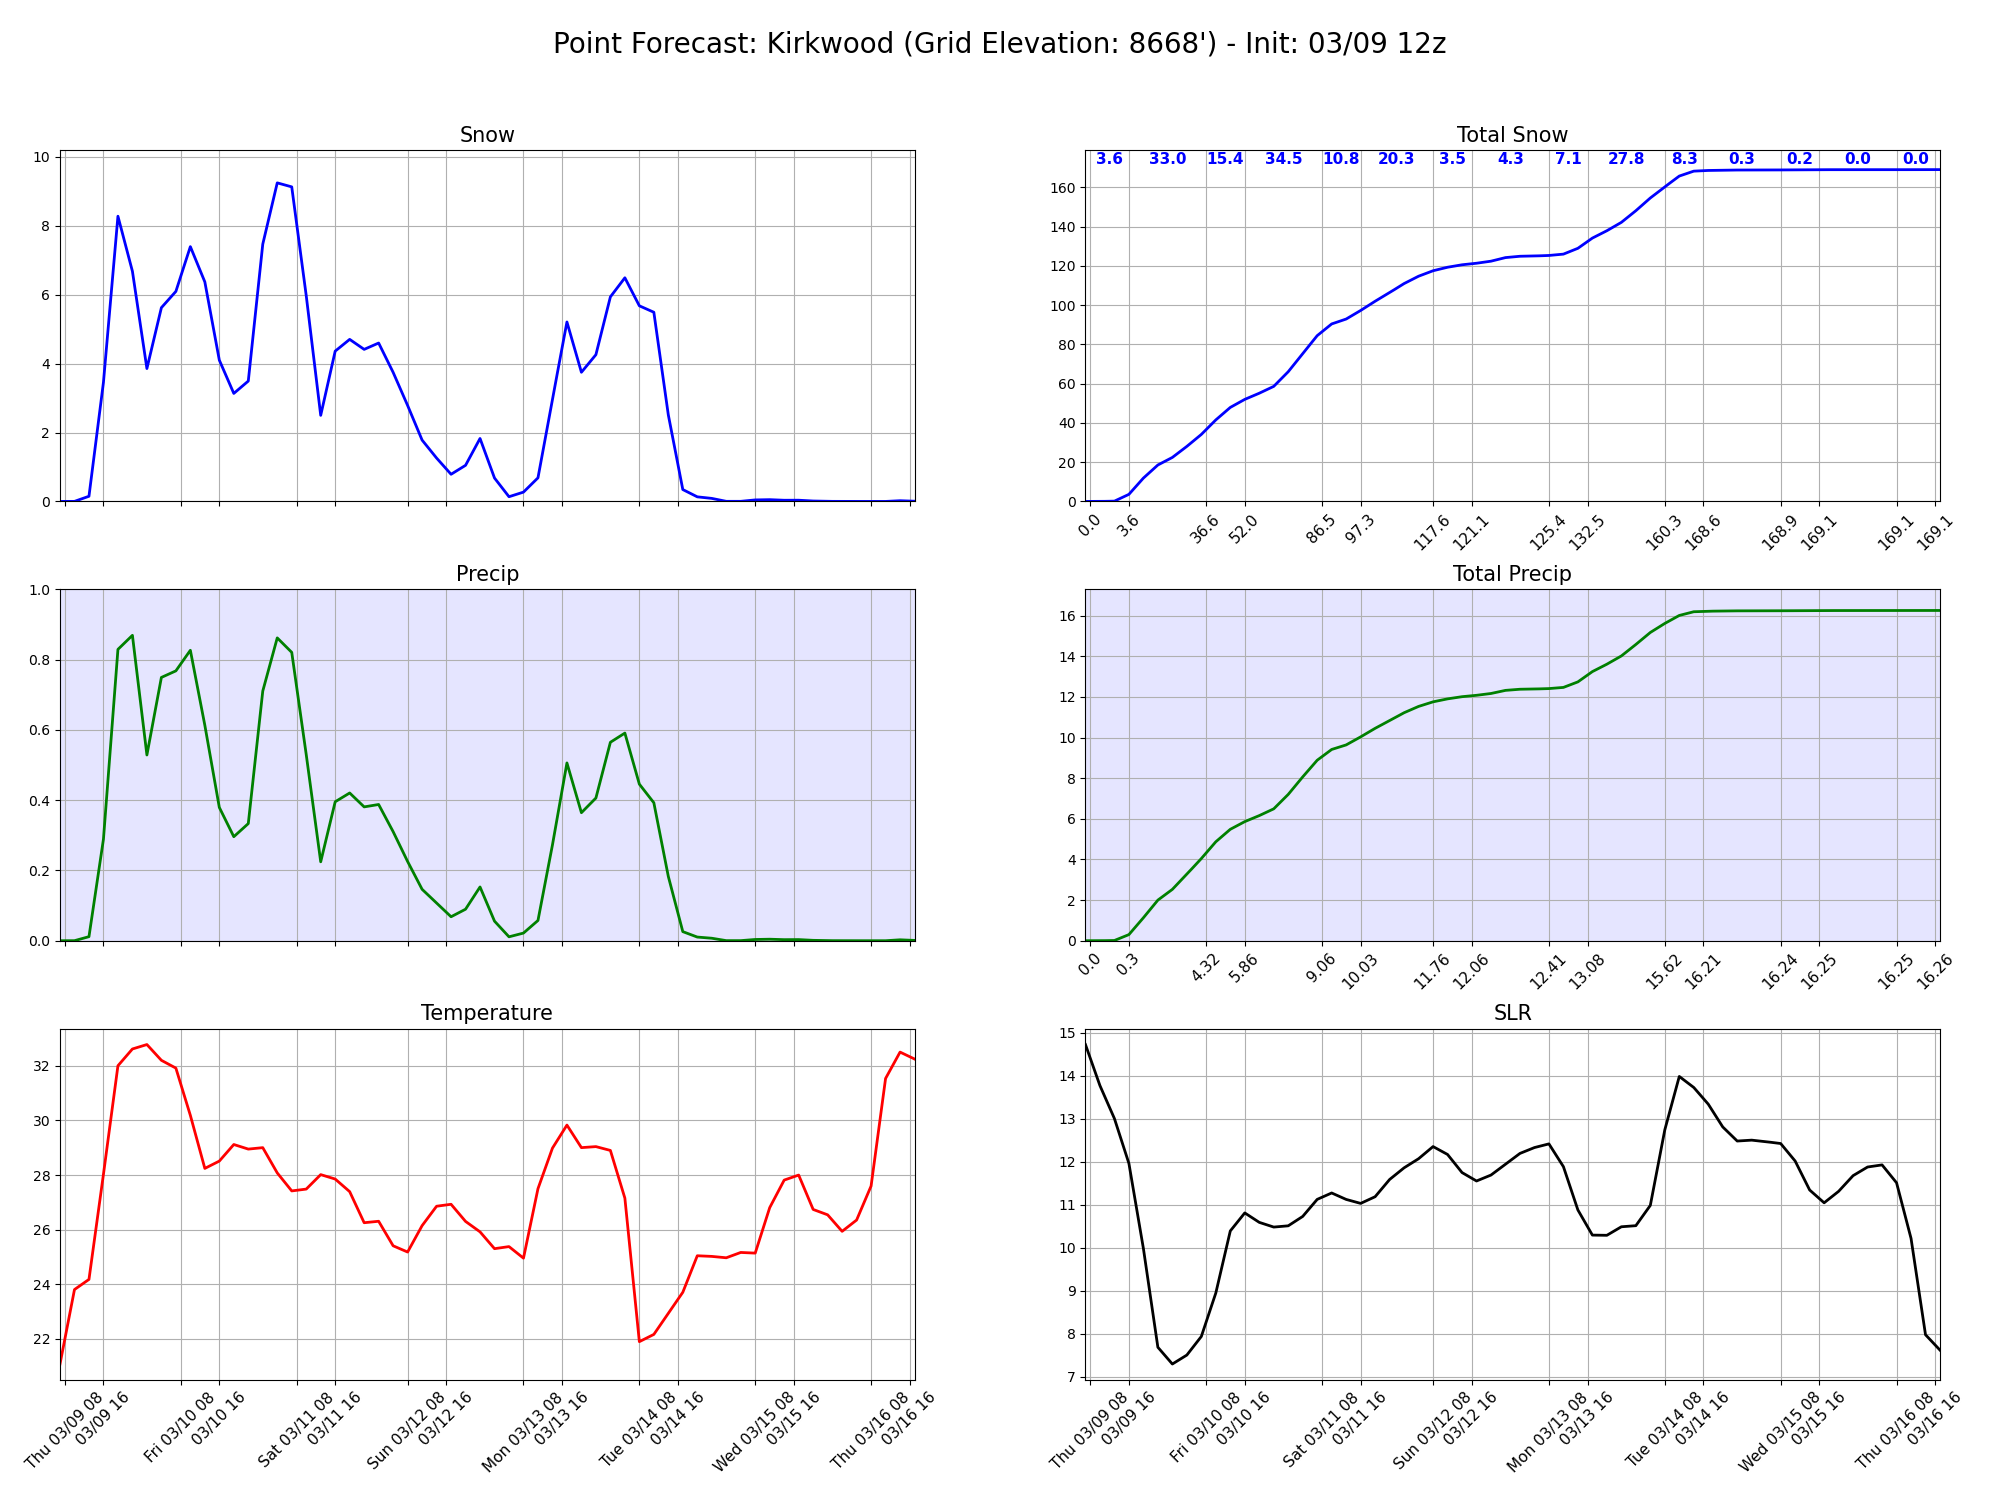 Point Forecast: Kirkwood (Grid Elevation: 8668') - Init: 03/09 12z
Snow
10
8
6
4
2
0
Total Snow
3.6 33.0 15.4 34.5 10.8 20.3 3.5 4.3 7.1 27.8 8.3 0.3 0.2 0.0 0.0
160
140
120
100
80
60
40
20
0
0.0 3.6 36.6 52.0 86.5 97.3 117.6 121.1 125.4 132.5 160.3 168.6 168.9 169.1 169.1 169.1
Precip
1.0
0.8
0.6
0.4
0.2
0.0
Total Precip
16
14
12
10
8
6
4
2
0
0.0 0.3 4.32 5.86 9.06 10.03 11.76 12.06 12.41 13.08 15.62 16.21 16.24 16.25 16.25 16.26
Temperature
32
30
28
26
24
22
Thu 03/09 08
03/09 16
Fri 03/10 08
03/10 16
Sat 03/11 08
03/11 16
Sun 03/12 08
03/12 16
Mon 03/13 08
03/13 16
Tue 03/14 08
03/14 16
Wed 03/15 08
03/15 16
Thu 03/16 08
03/16 16
SLR
15
14
13
12
11
10
9
8
7
Thu 03/09 08
03/09 16
Fri 03/10 08
03/10 16
Sat 03/11 08
03/11 16
Sun 03/12 08
03/12 16
Mon 03/13 08
03/13 16
Tue 03/14 08
03/14 16
Wed 03/15 08
03/15 16
Thu 03/16 08
03/16 16